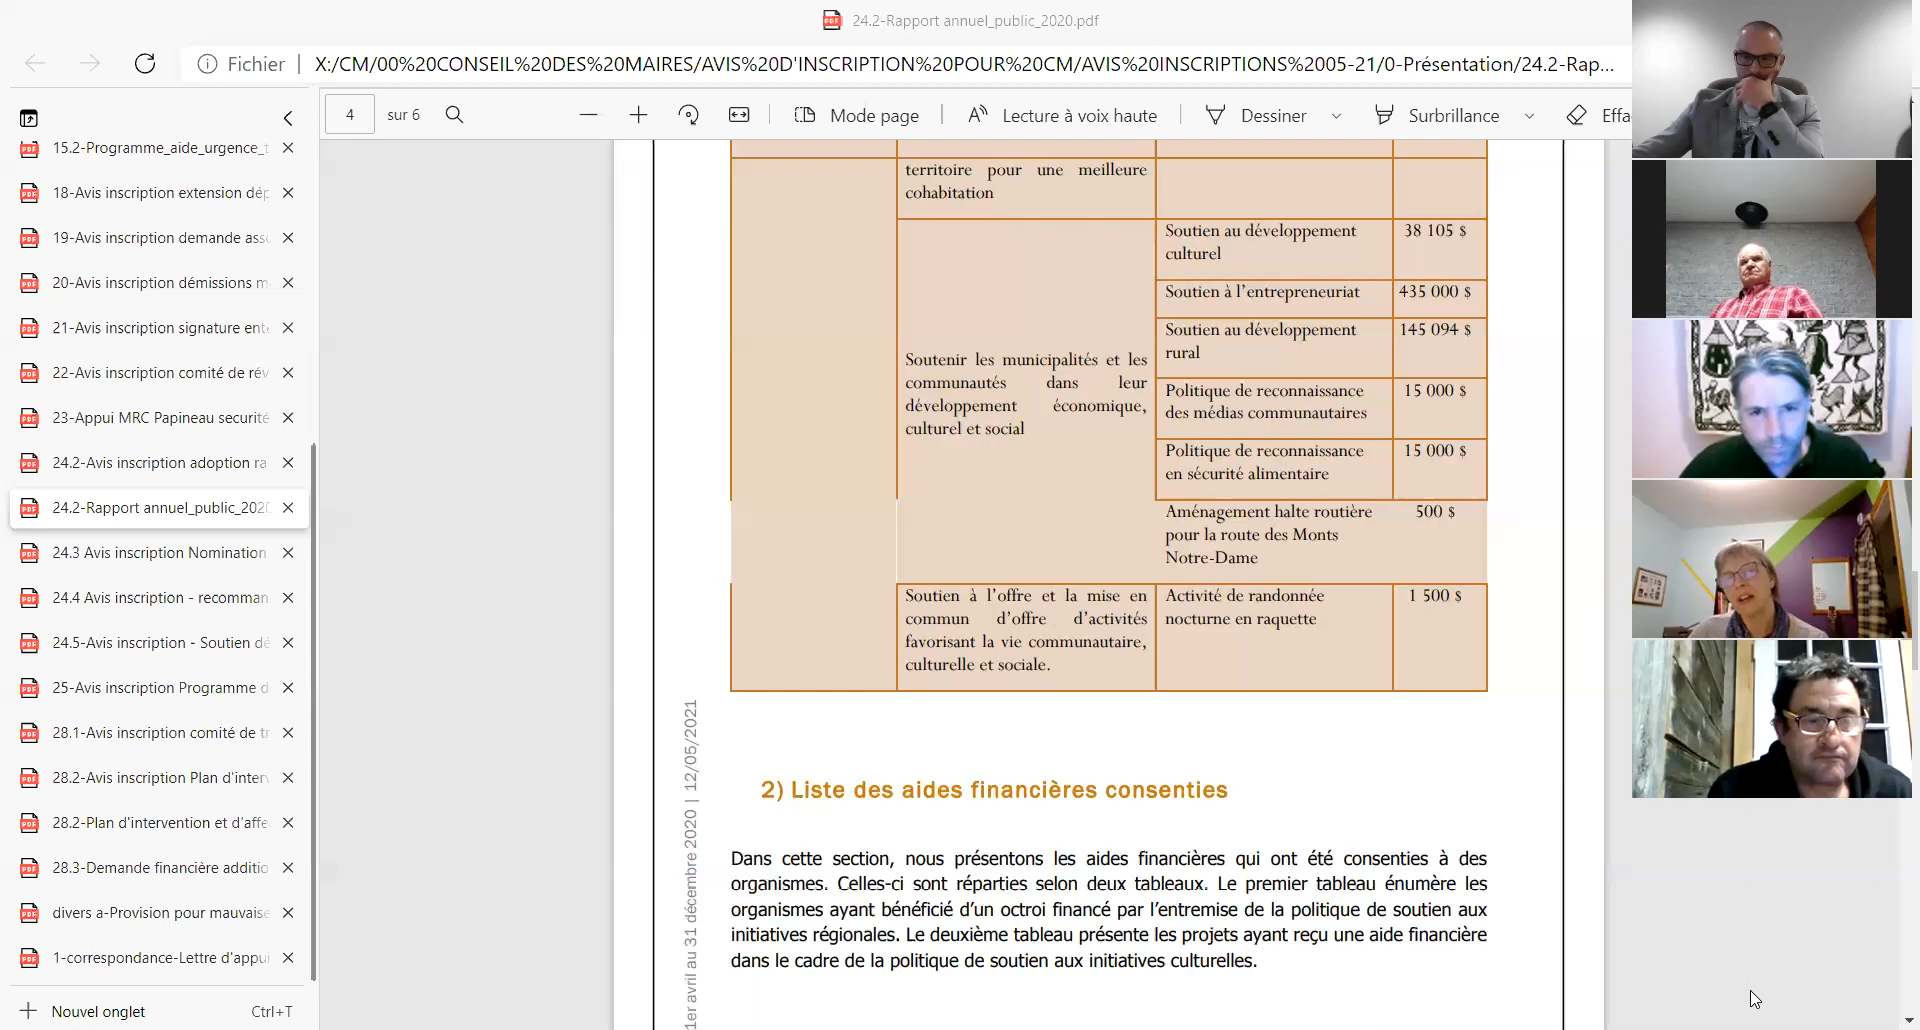 24.2-Rapport annuel_public_2020.pdf
Fichier
X:/CM/00%20CONSEIL%20DES%20MAIRES/AVIS%20D'INSCRIPTION%20POUR%20CM/AVIS%20INSCRIPTIONS%2005-21/0-Présentation/24.2-Rap...
4 sur 6
Mode page
Lecture à voix haute
Dessiner
Surbrillance
Effa
15.2-Programme_aide_urgence_t
18-Avis inscription extension dép
19-Avis inscription demande asso
20-Avis inscription démissions m
21-Avis inscription signature ent
22-Avis inscription comité de rév
23-Appui MRC Papineau securité
24.2-Avis inscription adoption ra
24.2-Rapport annuel_public_2020
24.3 Avis inscription Nomination
24.4 Avis inscription - recomman
24.5-Avis inscription - Soutien dé
25-Avis inscription Programme d
28.1-Avis inscription comité de tr
28.2-Avis inscription Plan d'interv
28.2-Plan d'intervention et d'affe
28.3-Demande financière additio
divers a-Provision pour mauvaise
1-correspondance-Lettre d'appui
Nouvel onglet Ctrl+T
territoire pour une meilleure
cohabitation
Soutenir les municipalités et les
communautés dans leur
développement économique,
culturel et social
Soutien au développement 38 105 $
culturel
Soutien à l’entrepreneuriat 435 000 $
Soutien au développement 145 094 $
rural
Politique de reconnaissance 15 000 $
des médias communautaires
Politique de reconnaissance 15 000 $
en sécurité alimentaire
Aménagement halte routière 500 $
pour la route des Monts
Notre-Dame
Soutien à l’offre et la mise en
commun d’offre d’activités
favorisant la vie communautaire,
culturelle et sociale.
Activité de randonnée 1 500 $
nocturne en raquette
1er avril au 31 décembre 2020 | 12/05/2021
2) Liste des aides financières consenties
Dans cette section, nous présentons les aides financières qui ont été consenties à des
organismes. Celles-ci sont réparties selon deux tableaux. Le premier tableau énumère les
organismes ayant bénéficié d’un octroi financé par l’entremise de la politique de soutien aux
initiatives régionales. Le deuxième tableau présente les projets ayant reçu une aide financière
dans le cadre de la politique de soutien aux initiatives culturelles.